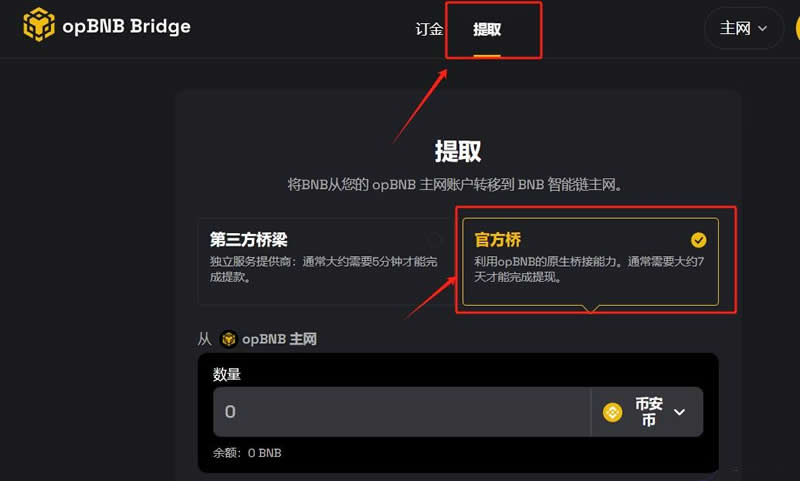 opBNB Bridge
订金
提取
主网
提取
将BNB从您的 opBNB 主网账户转移到 BNB 智能链主网。
第三方桥梁
独立服务提供商：通常大约需要5分钟才能完
成提款。
官方桥
利用opBNB的原生桥接能力。通常需要大约7
天才能完成提现。
从 opBNB 主网
数量
0
币安
币
余额：0 BNB